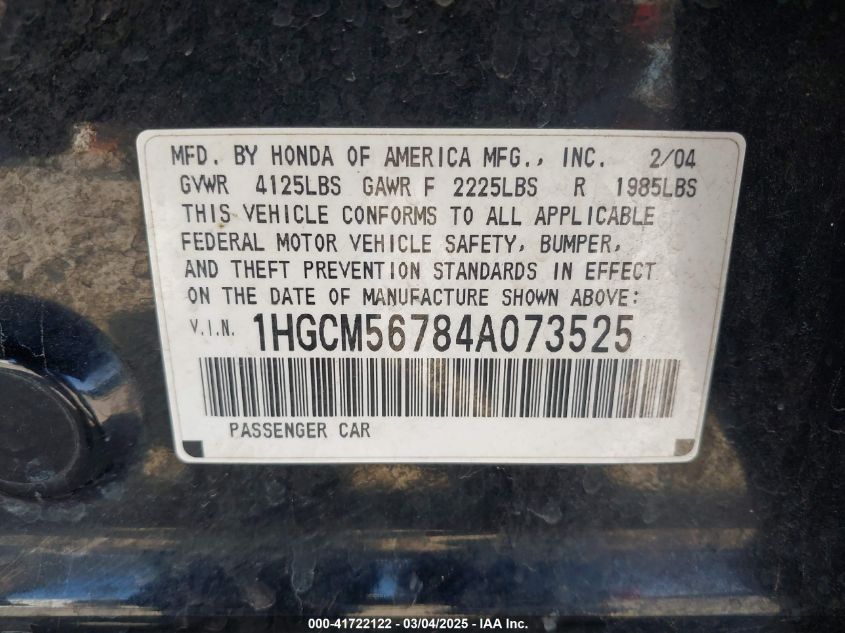 MFD. BY HONDA OF AMERICA MFG., INC. 2/04
GVWR 4125LBS GAWR F 2225LBS R 1985LBS
THIS VEHICLE CONFORMS TO ALL APPLICABLE
FEDERAL MOTOR VEHICLE SAFETY, BUMPER,
AND THEFT PREVENTION STANDARDS IN EFFECT
ON THE DATE OF MANUFACTURE SHOWN ABOVE:
V.I.N. 1HGCM56784A073525
PASSENGER CAR
000-41722122 - 03/04/2025 - IAA Inc.